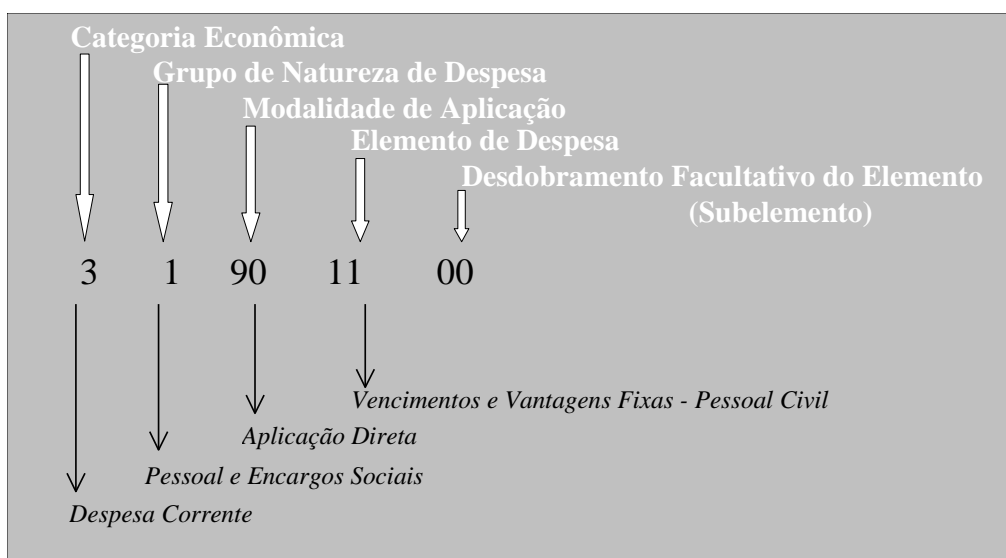 Categoria Econômica
Grupo de Natureza de Despesa
Modalidade de Aplicação
Elemento de Despesa
Desdobramento Facultativo do Elemento
(Subelemento)
3 1 90 11 00
Vencimentos e Vantagens Fixas - Pessoal Civil
Aplicação Direta
Pessoal e Encargos Sociais
Despesa Corrente